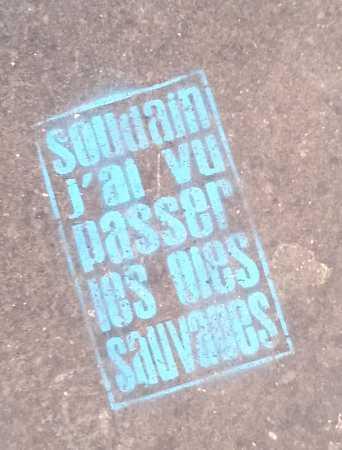 soudain
j'ai vu
passer
les oies
sauvages